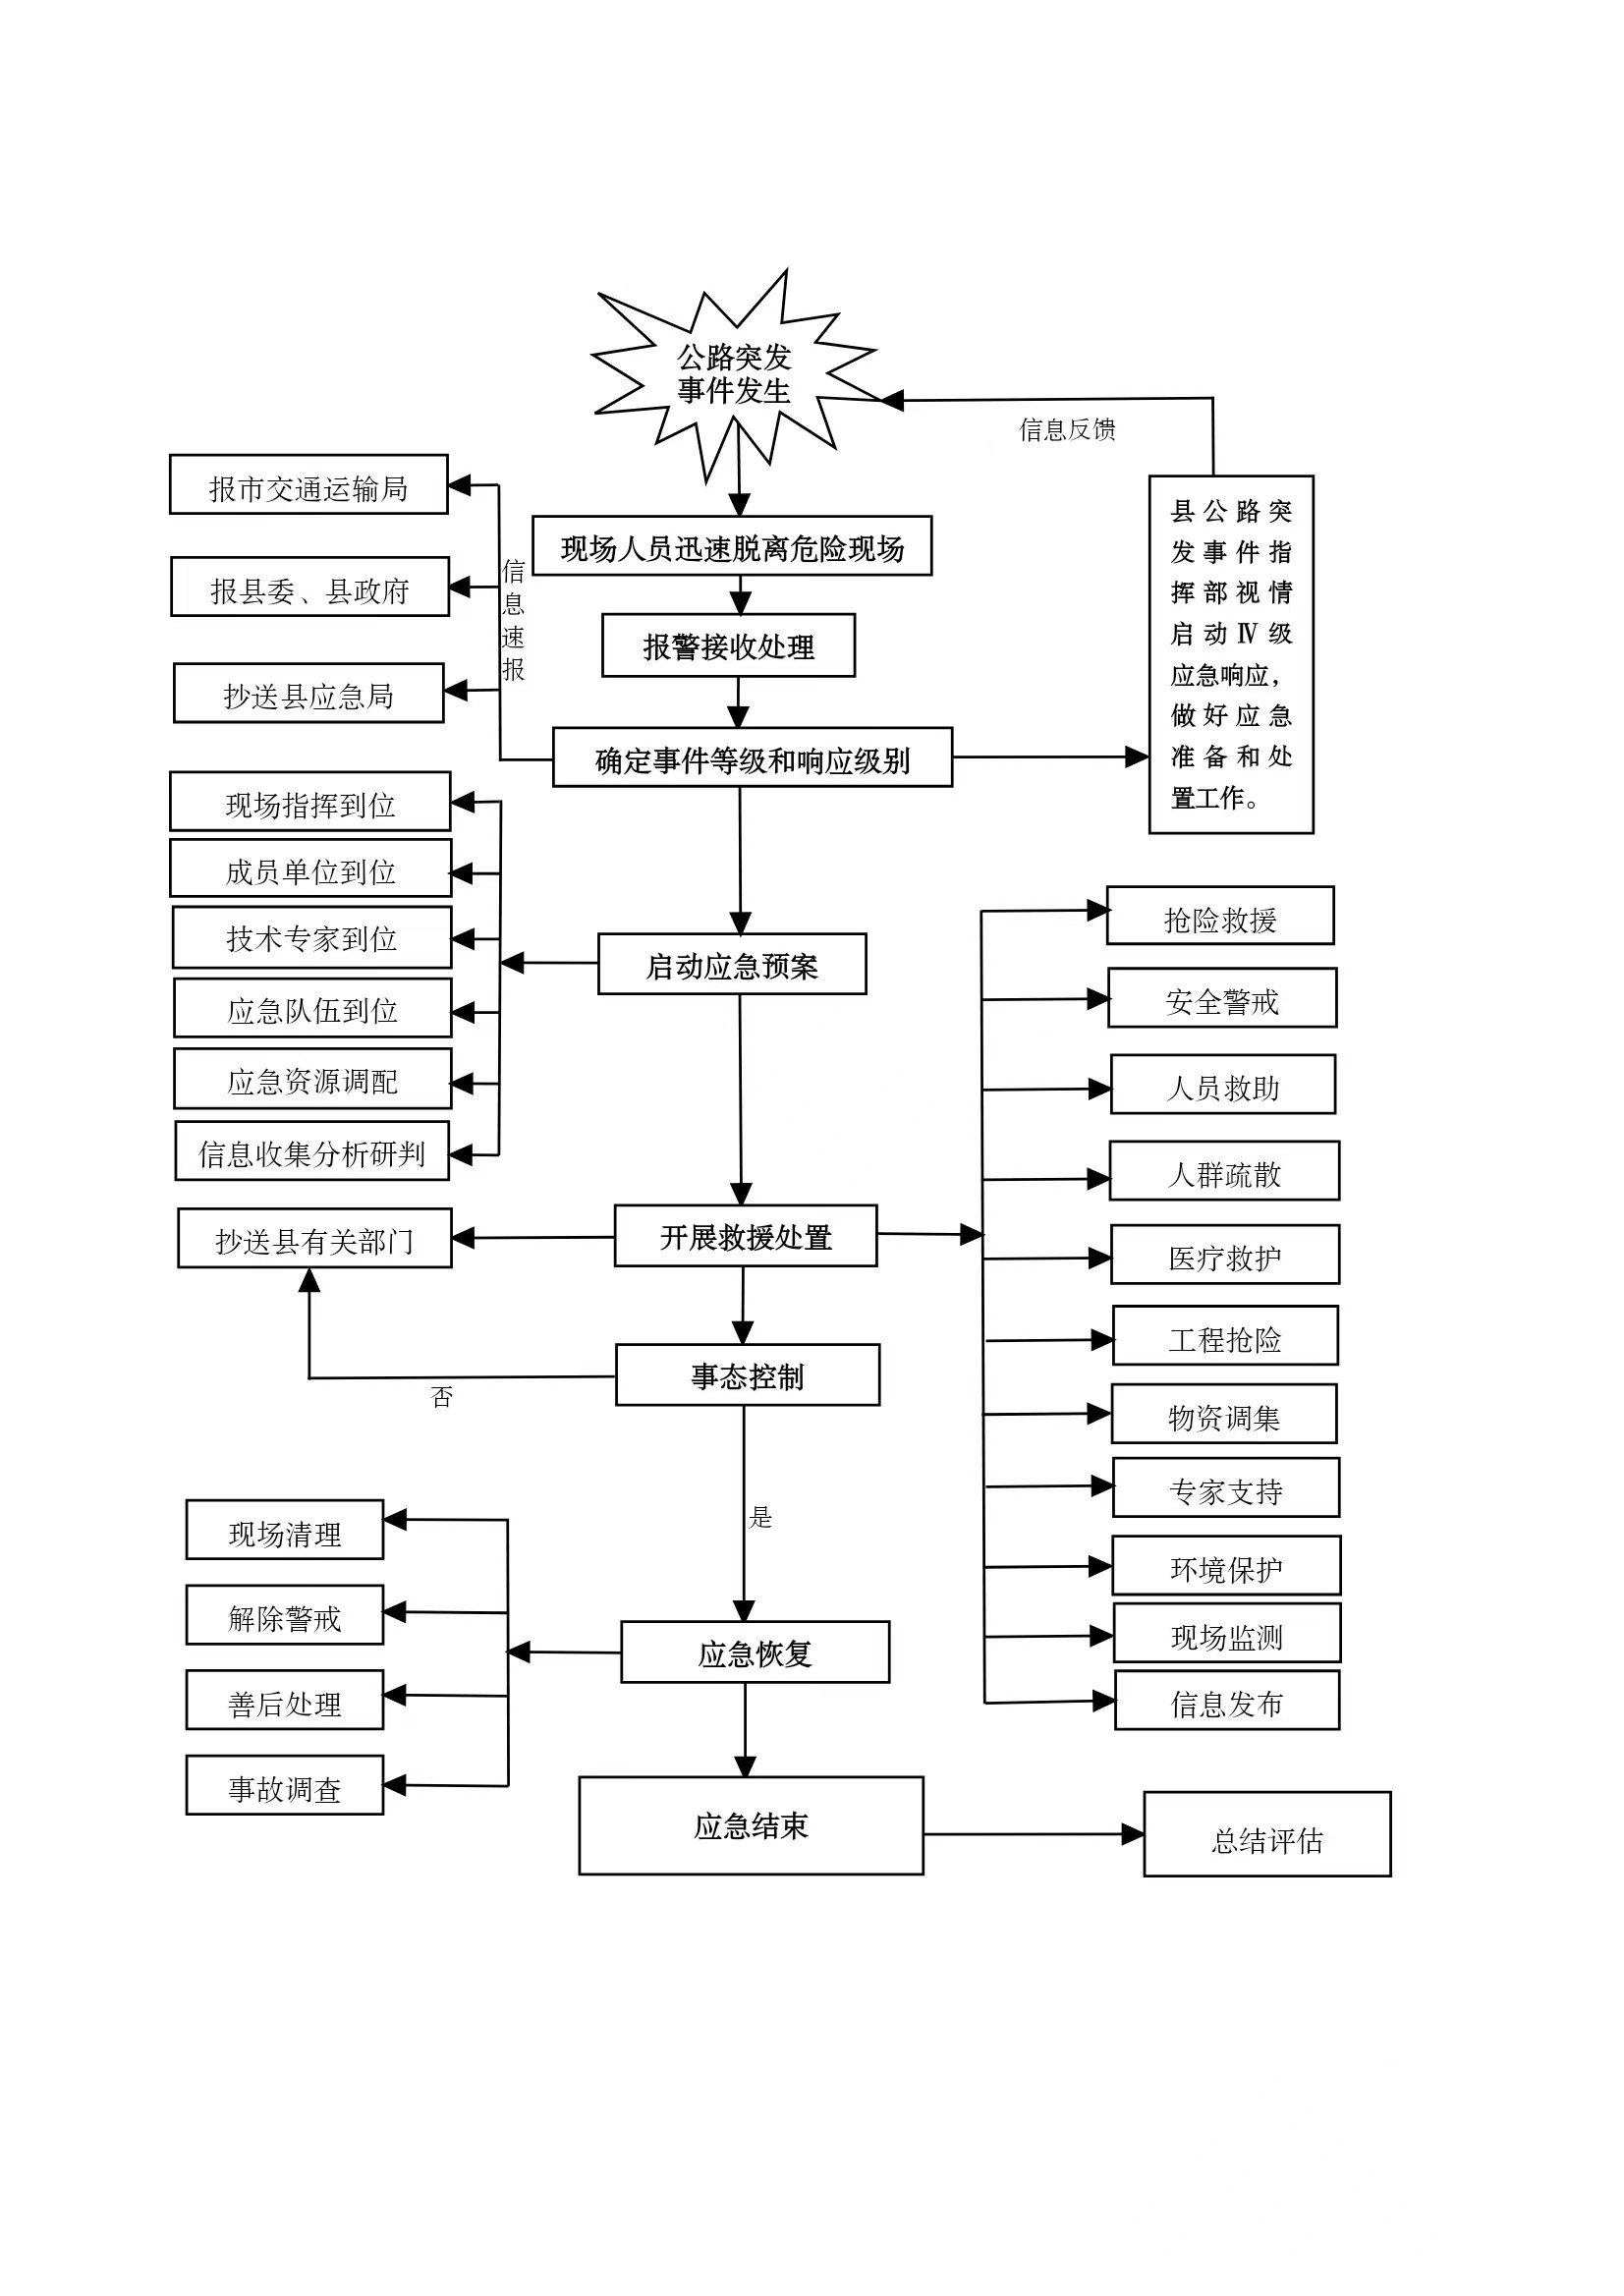 公路突发
事件发生
信息反馈
报市交通运输局
报县委、县政府
抄送县应急局
信
息
速
报
现场人员迅速脱离危险现场
报警接收处理
确定事件等级和响应级别
县公路突
发事件指
挥部视情
启动Ⅳ级
应急响应，
做好应急
准备和处
置工作。
现场指挥到位
成员单位到位
技术专家到位
应急队伍到位
应急资源调配
信息收集分析研判
启动应急预案
抢险救援
安全警戒
人员救助
人群疏散
医疗救护
工程抢险
物资调集
专家支持
环境保护
现场监测
信息发布
抄送县有关部门
开展救援处置
事态控制
否
是
现场清理
解除警戒
善后处理
事故调查
应急恢复
应急结束
总结评估